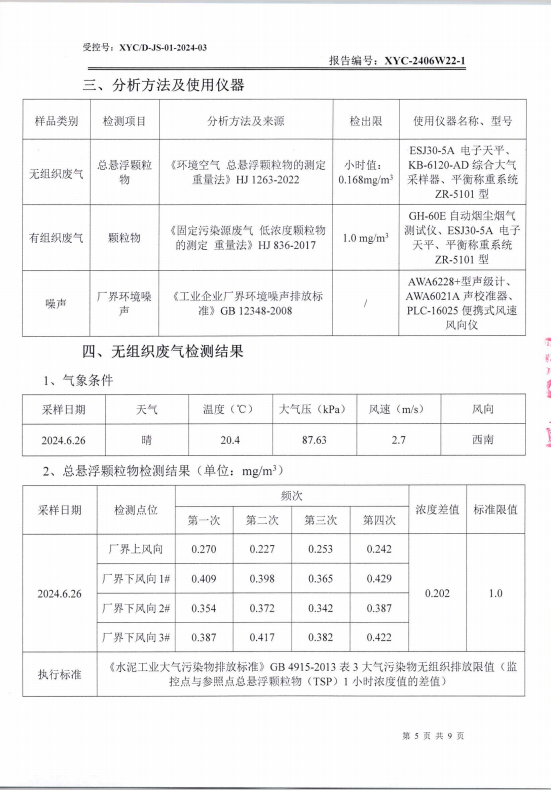 受控号：XYC/D-JS-01-2024-03
报告编号：XYC-2406W22-1
三、分析方法及使用仪器
样品类别 检测项目 分析方法及来源 检出限 使用仪器名称、型号
无组织废气 总悬浮颗粒物 《环境空气 总悬浮颗粒物的测定 重量法》HJ 1263-2022 小时值：0.168mg/m³ ESJ30-5A 电子天平、KB-6120-AD 综合大气采样器、平衡称重系统 ZR-5101 型
有组织废气 颗粒物 《固定污染源废气 低浓度颗粒物的测定 重量法》HJ 836-2017 1.0 mg/m³ GH-60E 自动烟尘烟气测试仪、ESJ30-5A 电子天平、平衡称重系统 ZR-5101 型
噪声 厂界环境噪声 《工业企业厂界环境噪声排放标准》GB 12348-2008 / AWA6228+型声级计、AWA6021A 声校准器、PLC-16025 便携式风速风向仪
四、无组织废气检测结果
1、气象条件
采样日期 天气 温度（℃） 大气压（kPa） 风速（m/s） 风向
2024.6.26 晴 20.4 87.63 2.7 西南
2、总悬浮颗粒物检测结果（单位：mg/m³）
采样日期 检测点位 频次 浓度差值 标准限值
第一次 第二次 第三次 第四次
2024.6.26 厂界上风向 0.270 0.227 0.253 0.242 0.202 1.0
厂界下风向 1# 0.409 0.398 0.365 0.429
厂界下风向 2# 0.354 0.372 0.342 0.387
厂界下风向 3# 0.387 0.417 0.382 0.422
执行标准 《水泥工业大气污染物排放标准》GB 4915-2013 表 3 大气污染物无组织排放限值（监控点与参照点总悬浮颗粒物（TSP）1 小时浓度值的差值）
第 5 页 共 9 页